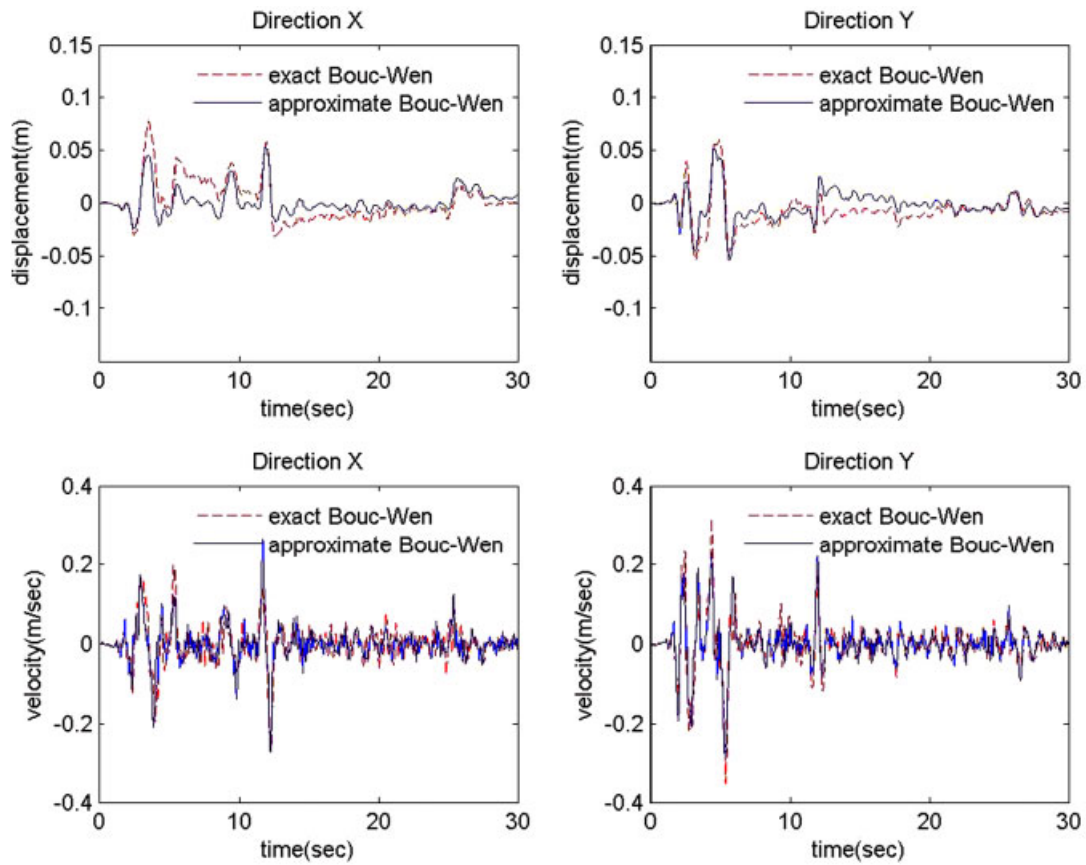 Direction X
0.15
0.1
0.05
0
-0.05
-0.1
displacement(m)
exact Bouc-Wen
approximate Bouc-Wen
0 10 20 30
time(sec)
Direction Y
0.15
0.1
0.05
0
-0.05
-0.1
displacement(m)
exact Bouc-Wen
approximate Bouc-Wen
0 10 20 30
time(sec)
Direction X
0.4
0.2
0
-0.2
-0.4
velocity(m/sec)
exact Bouc-Wen
approximate Bouc-Wen
0 10 20 30
time(sec)
Direction Y
0.4
0.2
0
-0.2
-0.4
velocity(m/sec)
exact Bouc-Wen
approximate Bouc-Wen
0 10 20 30
time(sec)